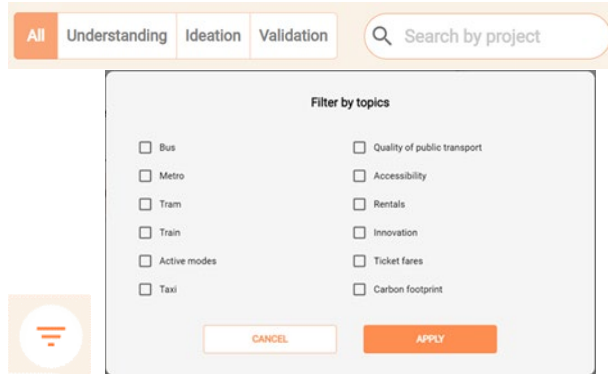 All Understanding Ideation Validation Search by project
Filter by topics
Bus Quality of public transport
Metro Accessibility
Tram Rentals
Train Innovation
Active modes Ticket fares
Taxi Carbon footprint
CANCEL APPLY